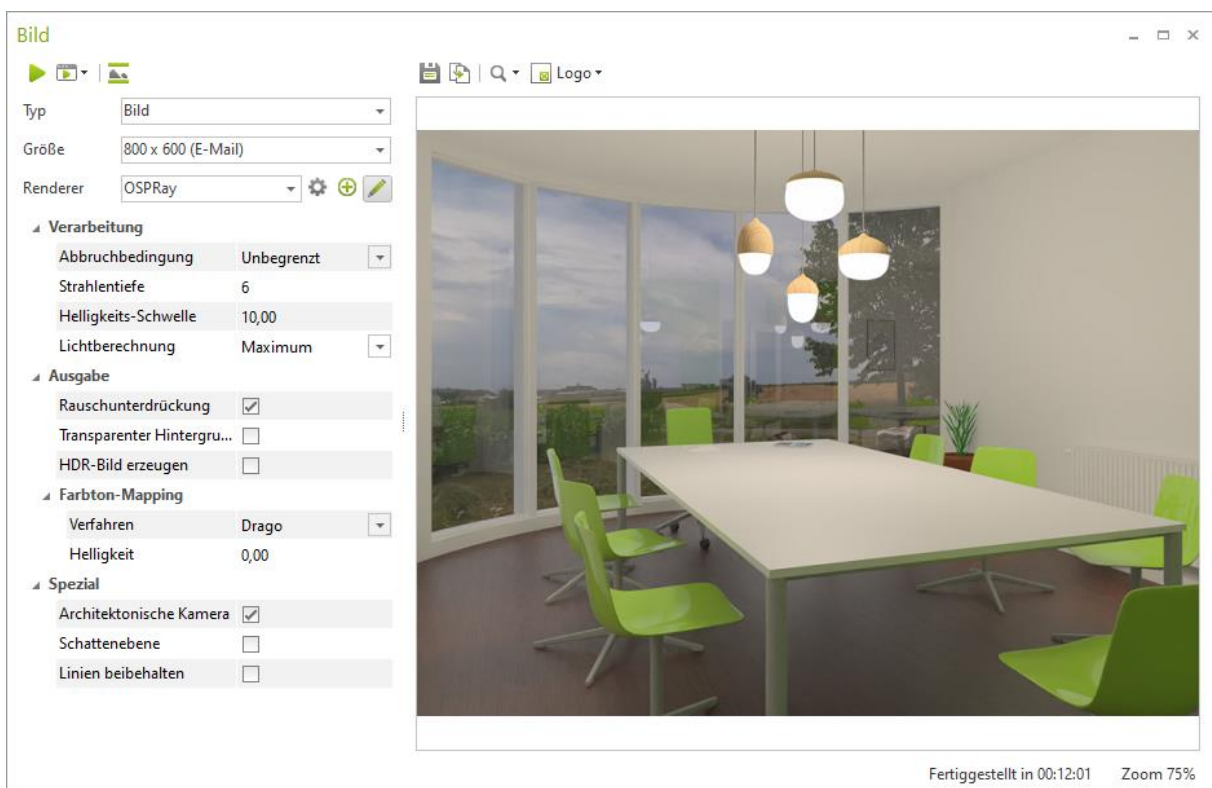 Bild
Logo
Typ Bild
Größe 800 x 600 (E-Mail)
Renderer OSPRay
Verarbeitung
Abbruchbedingung Unbegrenzt
Strahlentiefe 6
Helligkeits-Schwelle 10,00
Lichtberechnung Maximum
Ausgabe
Rauschunterdrückung
Transparenter Hintergru...
HDR-Bild erzeugen
Farbton-Mapping
Verfahren Drago
Helligkeit 0,00
Spezial
Architektonische Kamera
Schattenebene
Linien beibehalten
Fertiggestellt in 00:12:01 Zoom 75%